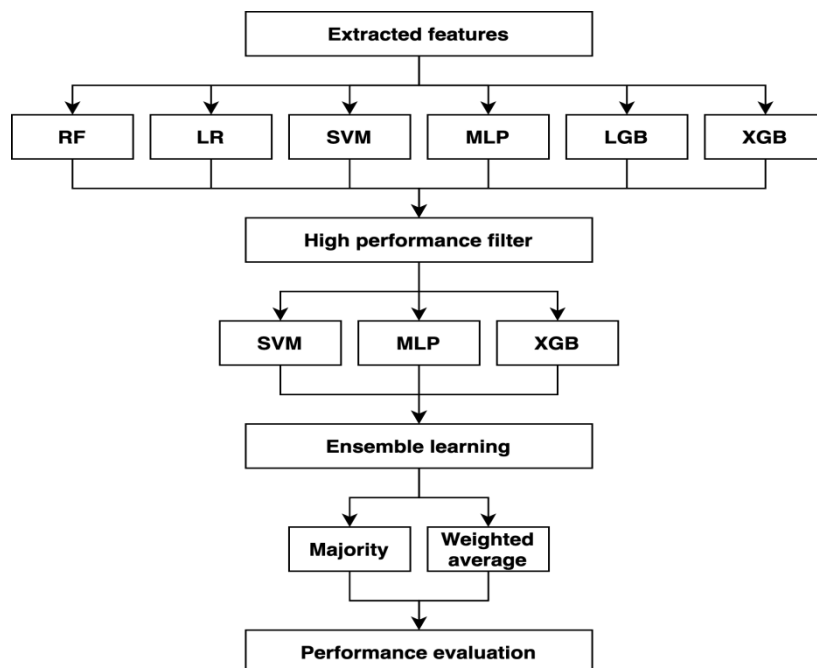 Extracted features
RF
LR
SVM
MLP
LGB
XGB
High performance filter
SVM
MLP
XGB
Ensemble learning
Majority
Weighted
average
Performance evaluation